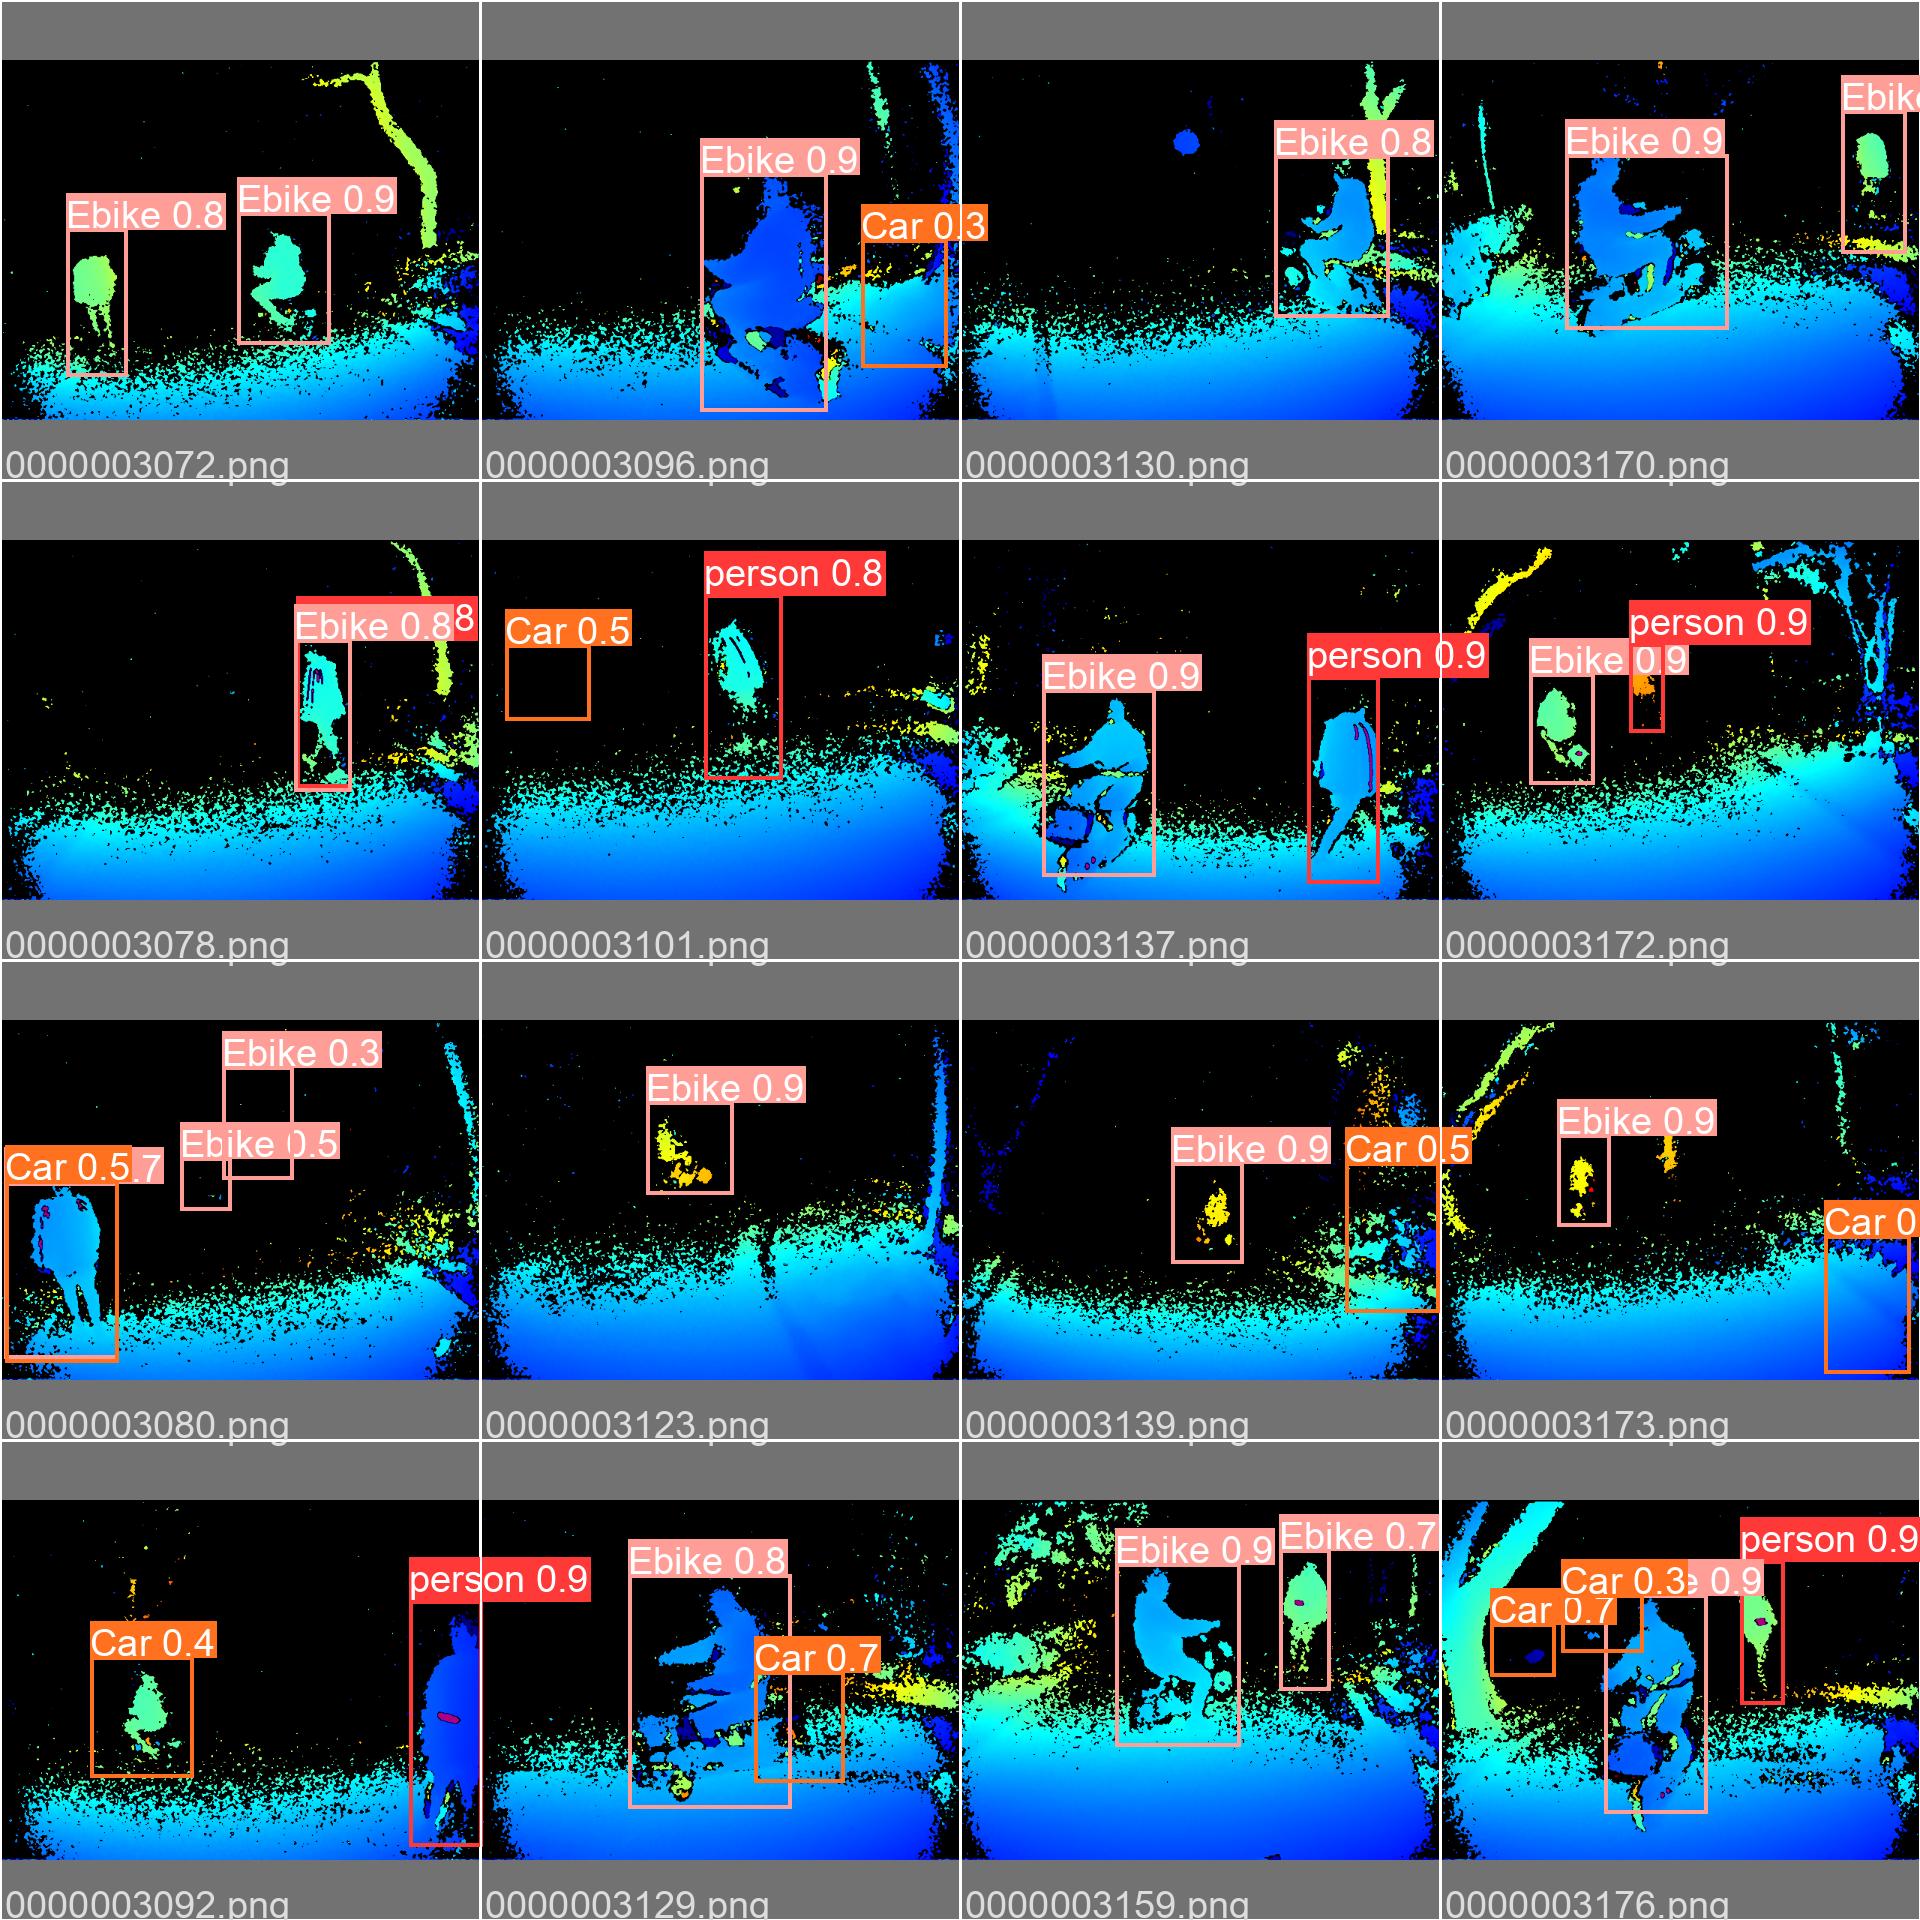 Ebike 0.8
Ebike 0.9
0000003072.png
Ebike 0.9
Car 0.3
0000003096.png
Ebike 0.8
0000003130.png
Ebike 0.9
Ebike
0000003170.png
Ebike 0.8
8
0000003078.png
Car 0.5
person 0.8
0000003101.png
Ebike 0.9
person 0.9
0000003137.png
Ebike 0.9
person 0.9
0000003172.png
Ebike 0.3
Ebike 0.5
Car 0.5
.7
0000003080.png
Ebike 0.9
0000003123.png
Ebike 0.9
Car 0.5
0000003139.png
Ebike 0.9
Car 0
0000003173.png
Car 0.4
person 0.9
0000003092.png
Ebike 0.8
Car 0.7
0000003129.png
Ebike 0.9
Ebike 0.7
0000003159.png
person 0.9
Car 0.3
e 0.9
Car 0.7
0000003176.png